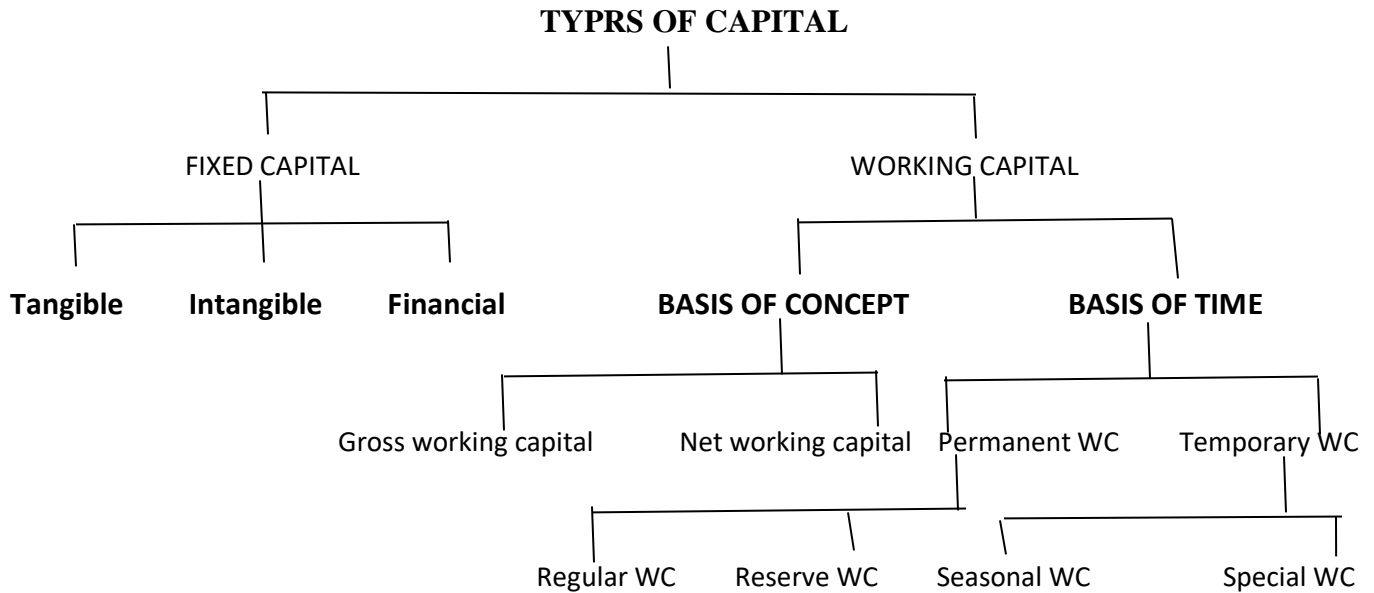 TYPRS OF CAPITAL
FIXED CAPITAL WORKING CAPITAL
Tangible Intangible Financial BASIS OF CONCEPT BASIS OF TIME
Gross working capital Net working capital Permanent WC Temporary WC
Regular WC Reserve WC Seasonal WC Special WC